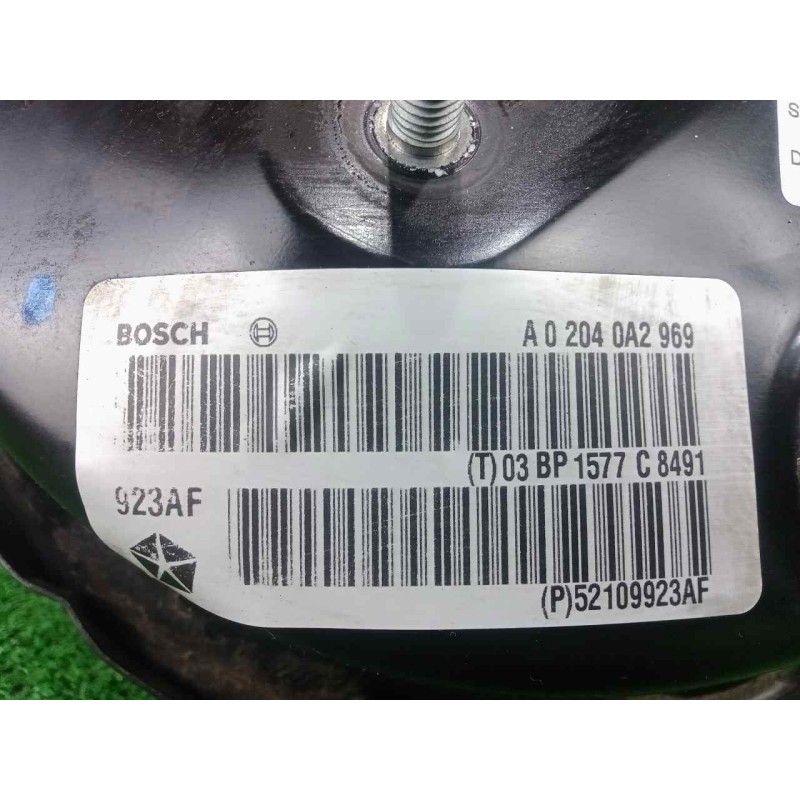 S
D
BOSCH A 0 204 0A2 969
(T) 03 BP 1577 C 8491
923AF
(P)52109923AF